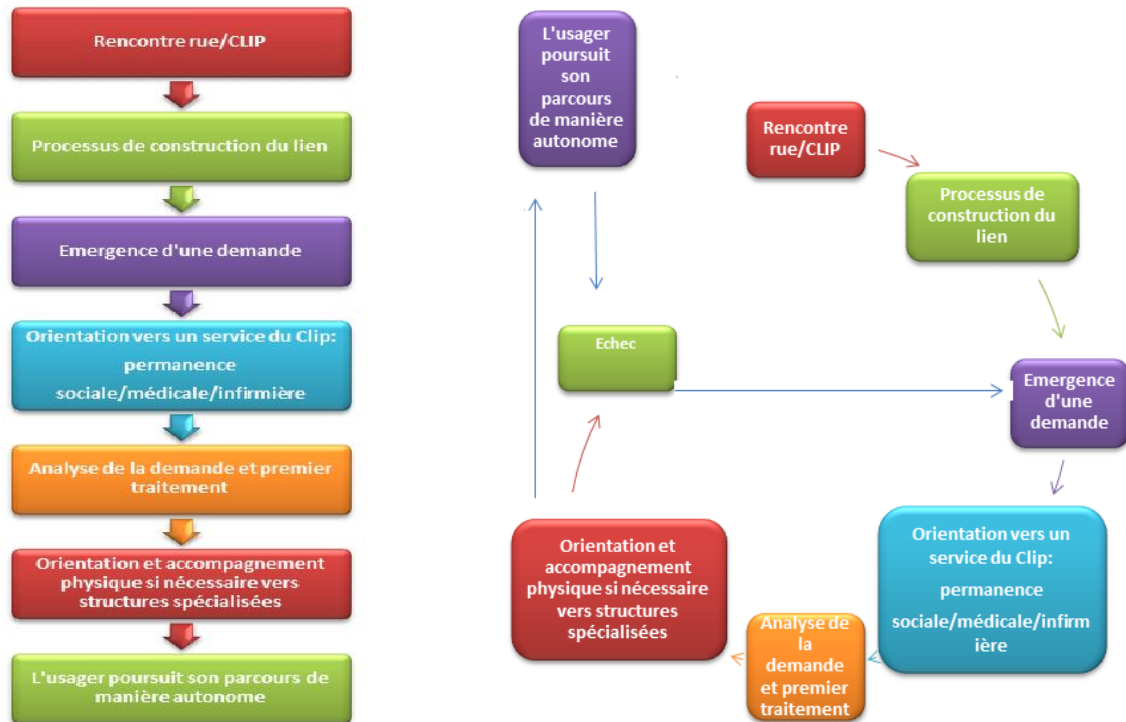 Rencontre rue/CLIP
Processus de construction du lien
Emergence d'une demande
Orientation vers un service du Clip:
permanence
sociale/médicale/infirmière
Analyse de la demande et premier
traitement
Orientation et accompagnement
physique si nécessaire vers
structures spécialisées
L'usager poursuit son parcours de
manière autonome
L'usager
poursuit
son
parcours
de manière
autonome
Rencontre
rue/CLIP
Processus de
construction du
lien
Echec
Emergence
d'une
demande
Orientation vers un
service du Clip:
permanence
sociale/médicale/infirm
ière
Analyse de
la
demande
et premier
traitement
Orientation et
accompagnement
physique si nécessaire
vers structures
spécialisées